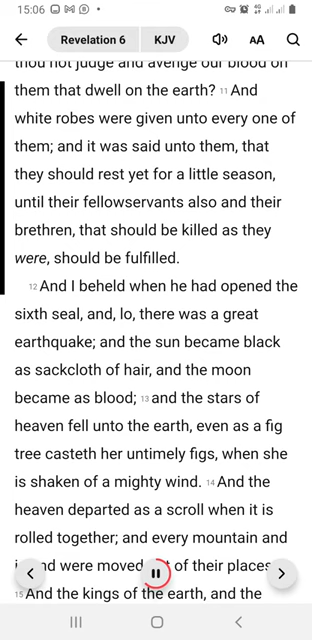 15:06
Revelation 6 KJV AA
thou not judge and avenge our blood on
them that dwell on the earth? 11 And
white robes were given unto every one of
them; and it was said unto them, that
they should rest yet for a little season,
until their fellowservants also and their
brethren, that should be killed as they
were, should be fulfilled.
12 And I beheld when he had opened the
sixth seal, and, lo, there was a great
earthquake; and the sun became black
as sackcloth of hair, and the moon
became as blood; 13 and the stars of
heaven fell unto the earth, even as a fig
tree casteth her untimely figs, when she
is shaken of a mighty wind. 14 And the
heaven departed as a scroll when it is
rolled together; and every mountain and
were moved of their places
15 And the kings of the earth, and the